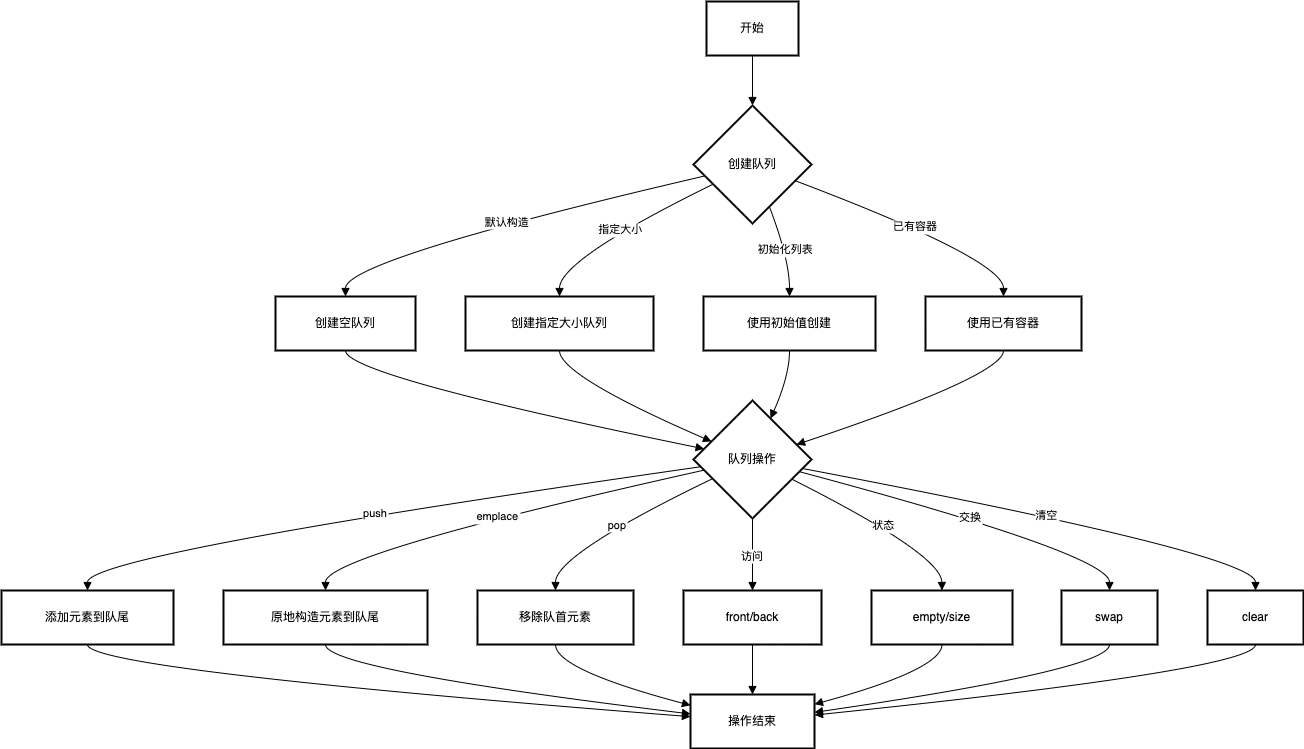 开始
创建队列
默认构造
指定大小
初始化列表
已有容器
创建空队列
创建指定大小队列
使用初始值创建
使用已有容器
队列操作
push
emplace
pop
访问
状态
交换
清空
添加元素到队尾
原地构造元素到队尾
移除队首元素
front/back
empty/size
swap
clear
操作结束